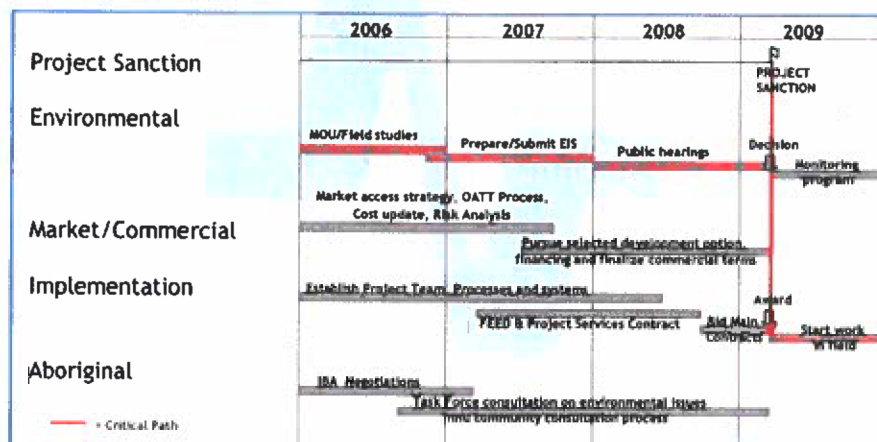 2006 2007 2008 2009
Project Sanction
PROJECT
SANCTION
Environmental
MOU/Field studies
Prepare/Submit EIS
Public hearings
Decision
Monitoring
program
Market access strategy, OATT Process,
Cost update, Risk Analysis
Market/Commercial
Pursue selected development option,
financing and finalize commercial terms
Implementation
Establish Project Team, Processes and systems
FEED & Project Services Contract
Award
Bid Main
Contracts
Start work
in field
Aboriginal
IBA Negotiations
Task Force consultation on environmental issues
Innu community consultation process
= Critical Path